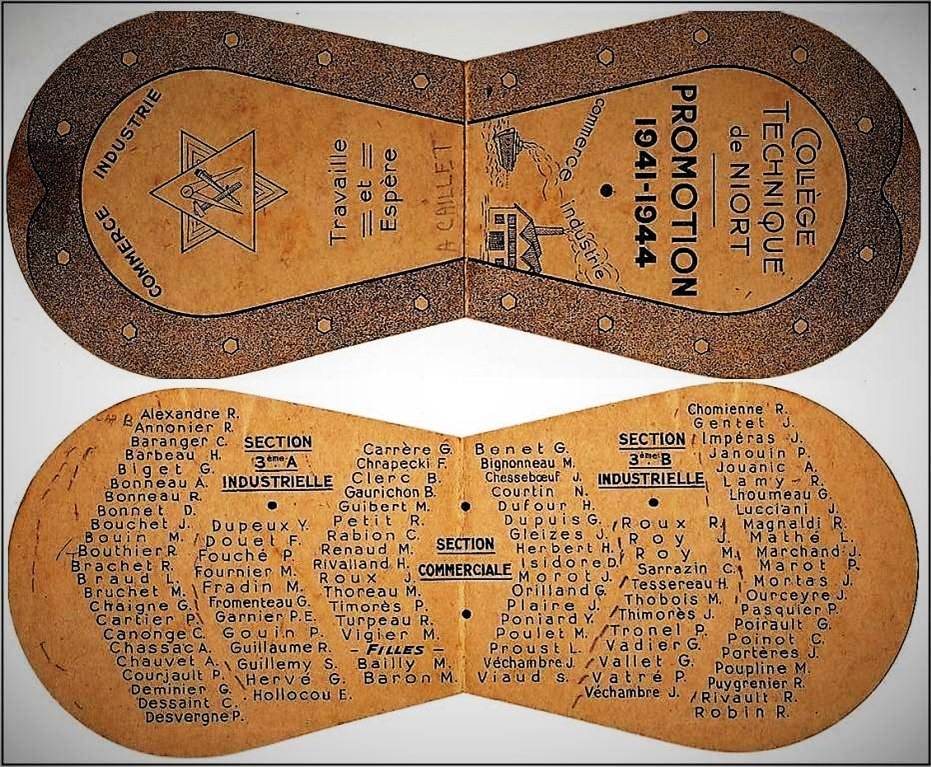 INDUSTRIE
COMMERCE
Travaille
et
Espère
A CAILLET
commerce
industrie
PROMOTION
1941-1944
COLLÈGE
TECHNIQUE
de NIORT
Alexandre R.
Annonier R.
Baranger C.
Barbeau H.
Biget G.
Bonneau A.
Bonneau R.
Bonnet D.
Bouchet J.
Bouin M.
Bouthier R.
Brachet R.
Braud L.
Bruchet M.
Chaigne G.
Cartier P.
Canonge C.
Chassac A.
Chauvet A.
Courjault P.
Deminier G.
Dessaint C.
Desvergne P.
SECTION
3ème A
INDUSTRIELLE
Dupeux Y.
Douet F.
Fouché P.
Fournier M.
Fradin M.
Fromenteau G.
Garnier P.E.
Gouin P.
Guillaume R.
Guillemy S.
Hervé G.
Hollocou E.
Carrère G.
Chrapecki F.
Clerc B.
Gaurichon B.
Guibert M.
Petit R.
Rabion C.
Renaud M.
Rivalland H.
Roux J.
Thoreau M.
Timorès P.
Turpeau R.
Vigier M.
- FILLES -
Bailly M.
Baron M.
SECTION
COMMERCIALE
Benet G.
Bignonneau M.
Chessebœuf J.
Courtin N.
Dufour H.
Dupuis G.
Gleizes J.
Herbert H.
Isidore D.
Morot J.
Orilland G.
Plaire J.
Poniard Y.
Poulet M.
Proust L.
Véchambre J.
Viaud S.
SECTION
3ème B
INDUSTRIELLE
Roux R.
Roy J.
Roy M.
Sarrazin C.
Tessereau H.
Thobois M.
Thimorès J.
Tronel P.
Vadier G.
Vallet G.
Vatré P.
Véchambre J.
Chomienne R.
Gentet J.
Impéras J.
Janouin P.
Jouanic A.
Lamy R.
Lhoumeau G.
Lucciani J.
Magnaldi R.
Mathé L.
Marchand J.
Marot P.
Mortas J.
Ourceyre J.
Pasquier P.
Poirault G.
Poinot C.
Portères J.
Poupline M.
Puygrenier R.
Rivault R.
Robin R.